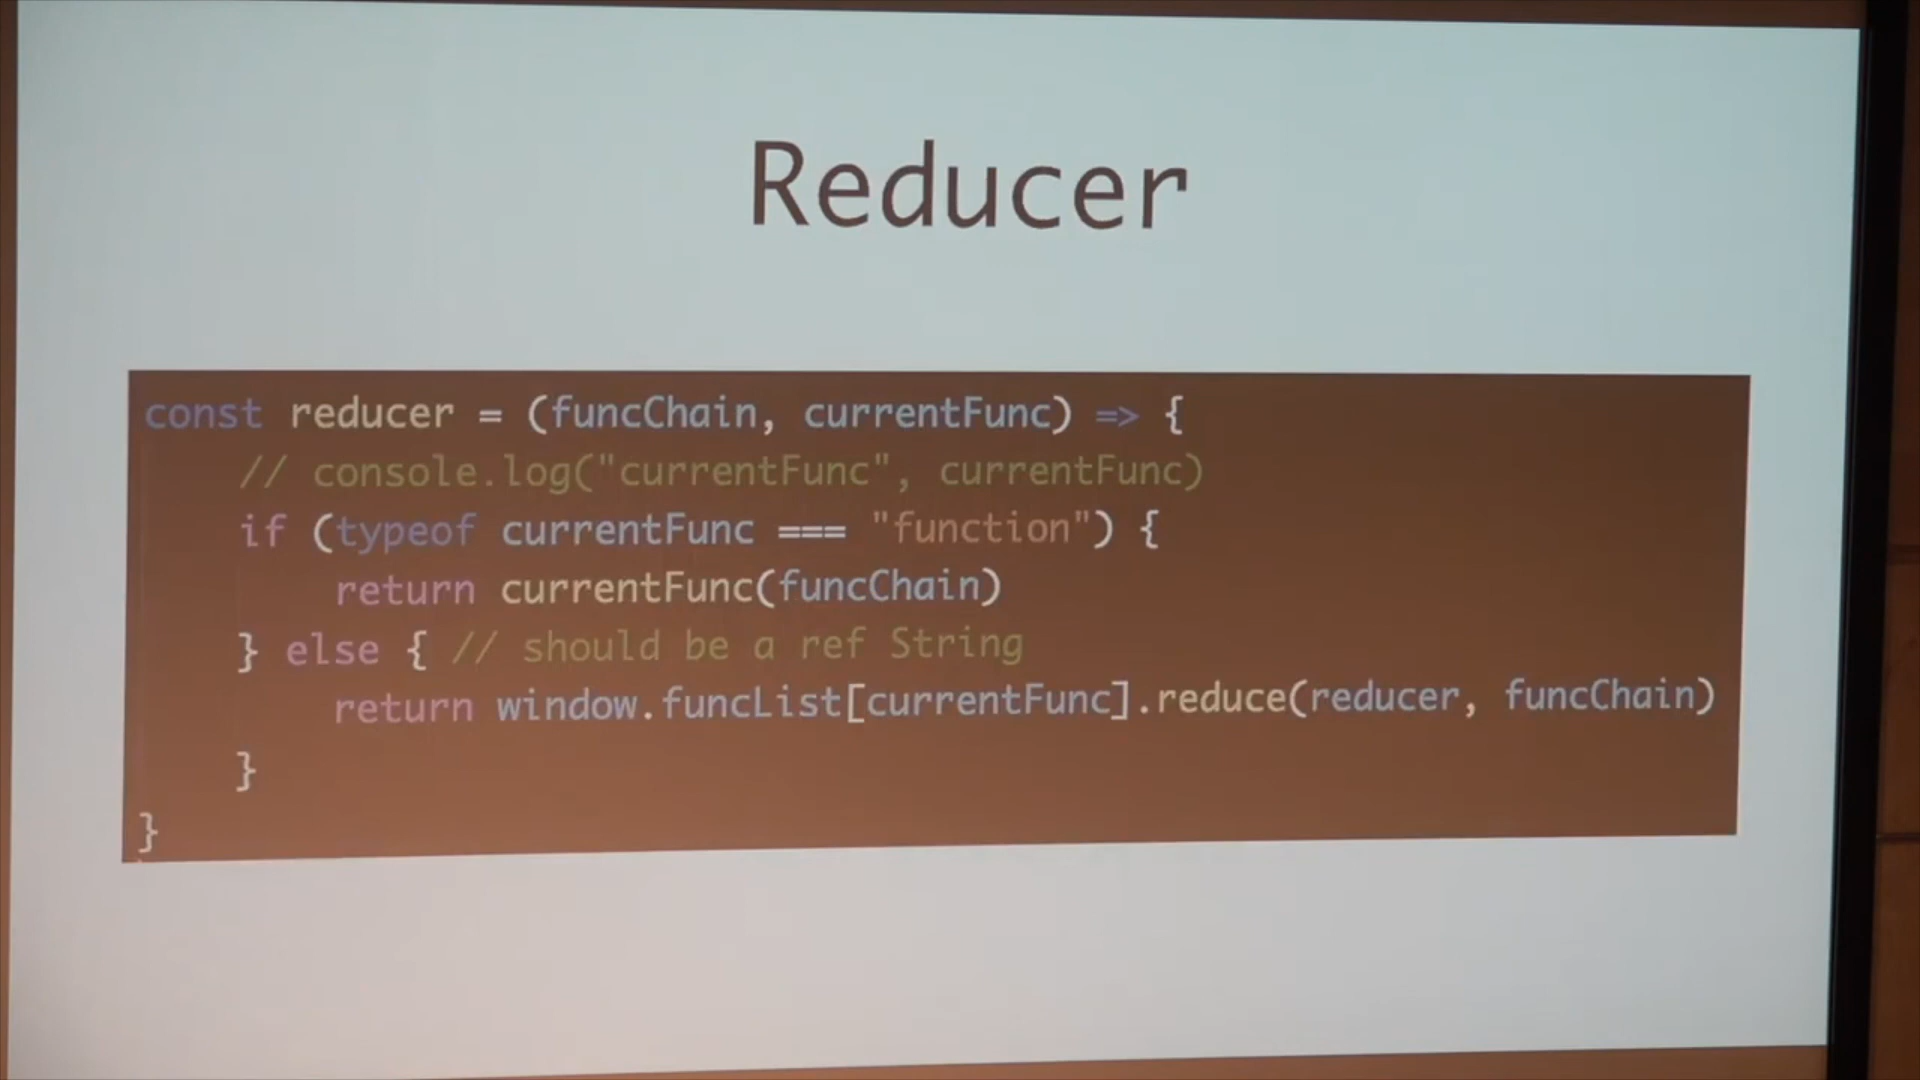 Reducer
const reducer = (funcChain, currentFunc) => {
// console.log("currentFunc", currentFunc)
if (typeof currentFunc === "function") {
return currentFunc(funcChain)
} else { // should be a ref String
return window.funcList[currentFunc].reduce(reducer, funcChain)
}
}